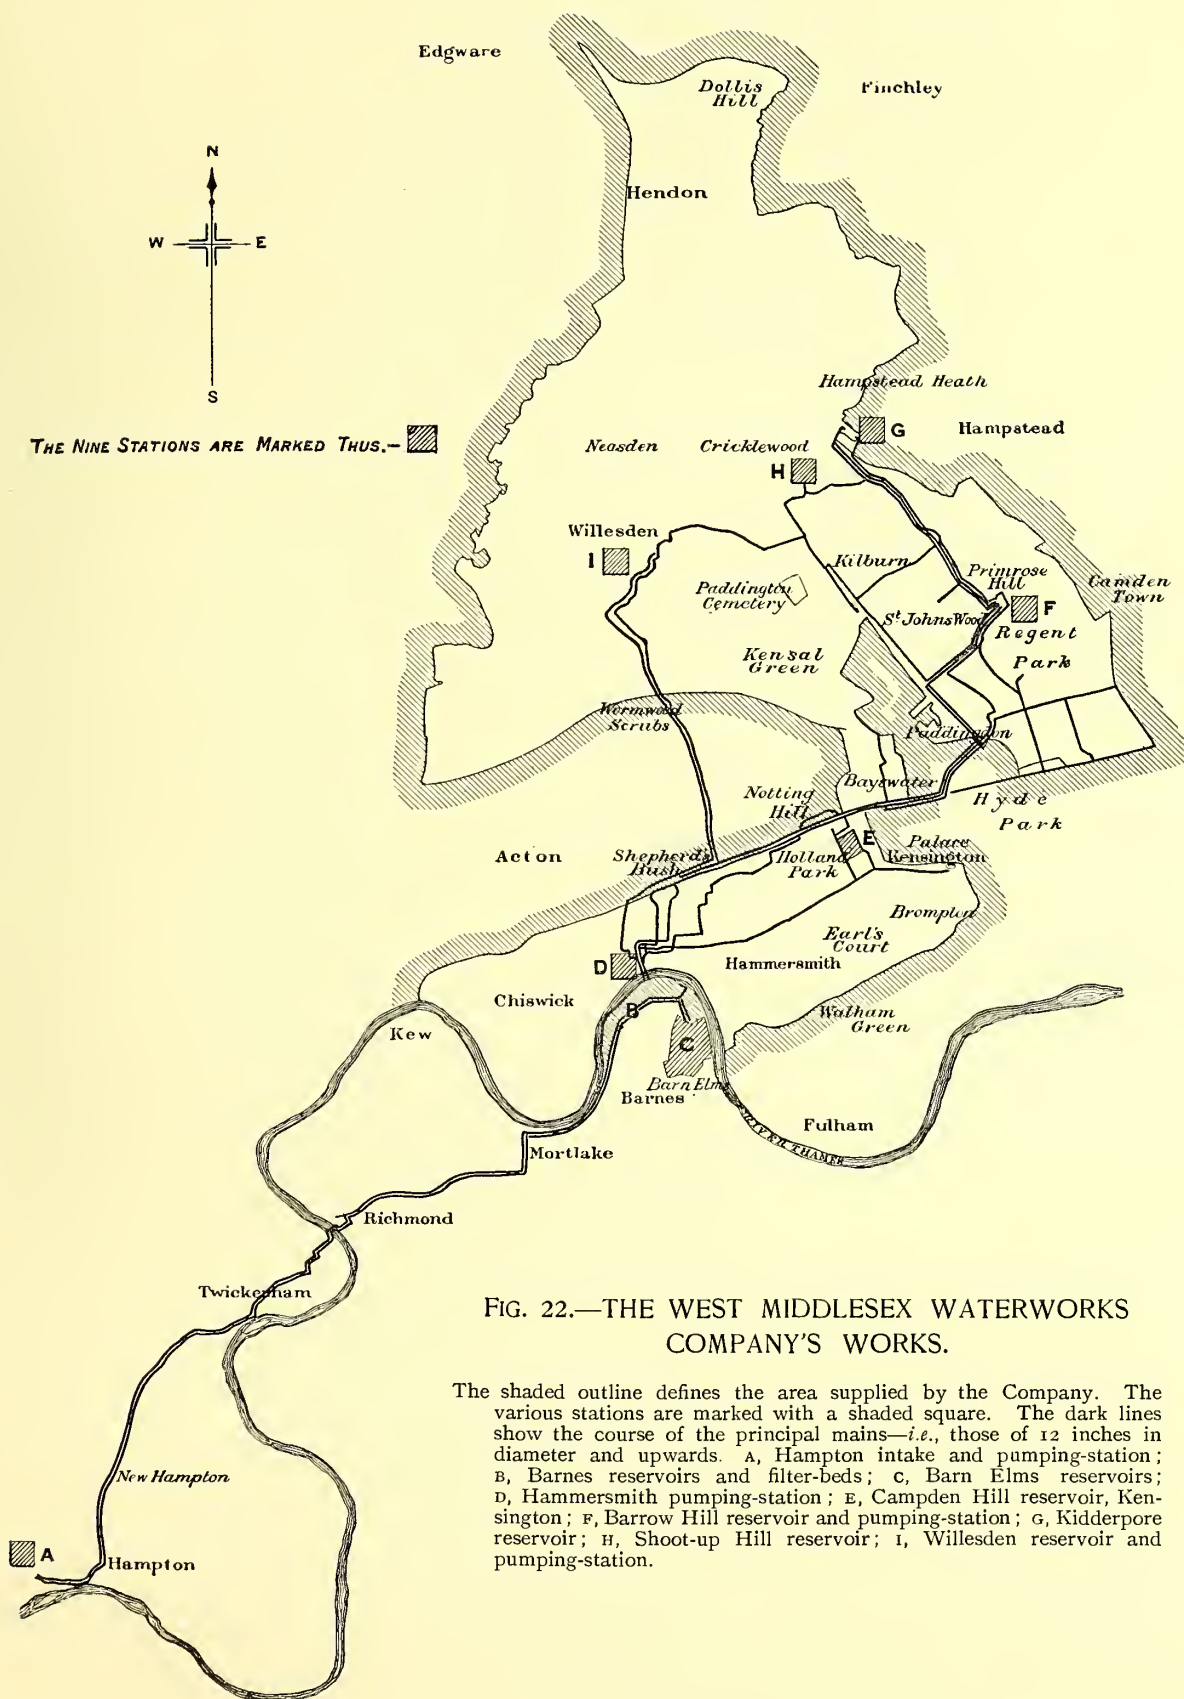 Edgware
Dollis
Hill
Finchley
N
W E
S
Hendon
THE NINE STATIONS ARE MARKED THUS.–
Hampstead Heath
G
Hampstead
Neasden
Cricklewood
H
Willesden
I
Kilburn
Paddington
Cemetery
Primrose
Hill
Camden
Town
F
St Johns Wood
Regent
Park
Kensal
Green
Wormwood
Scrubs
Paddington
Bayswater
Notting
Hill
Hyde
Park
E
Palace
Kensington
Acton
Shepherd's
Bush
Holland
Park
Brompton
Earl's
Court
D
Hammersmith
Chiswick
B
Walham
Green
Kew
C
Barn Elms
Barnes
Fulham
RIVER THAMES
Mortlake
Richmond
Twickenham
New Hampton
A
Hampton
FIG. 22.—THE WEST MIDDLESEX WATERWORKS
COMPANY'S WORKS.
The shaded outline defines the area supplied by the Company. The
various stations are marked with a shaded square. The dark lines
show the course of the principal mains—i.e., those of 12 inches in
diameter and upwards. A, Hampton intake and pumping-station;
B, Barnes reservoirs and filter-beds; C, Barn Elms reservoirs;
D, Hammersmith pumping-station; E, Campden Hill reservoir, Ken-
sington; F, Barrow Hill reservoir and pumping-station; G, Kidderpore
reservoir; H, Shoot-up Hill reservoir; I, Willesden reservoir and
pumping-station.